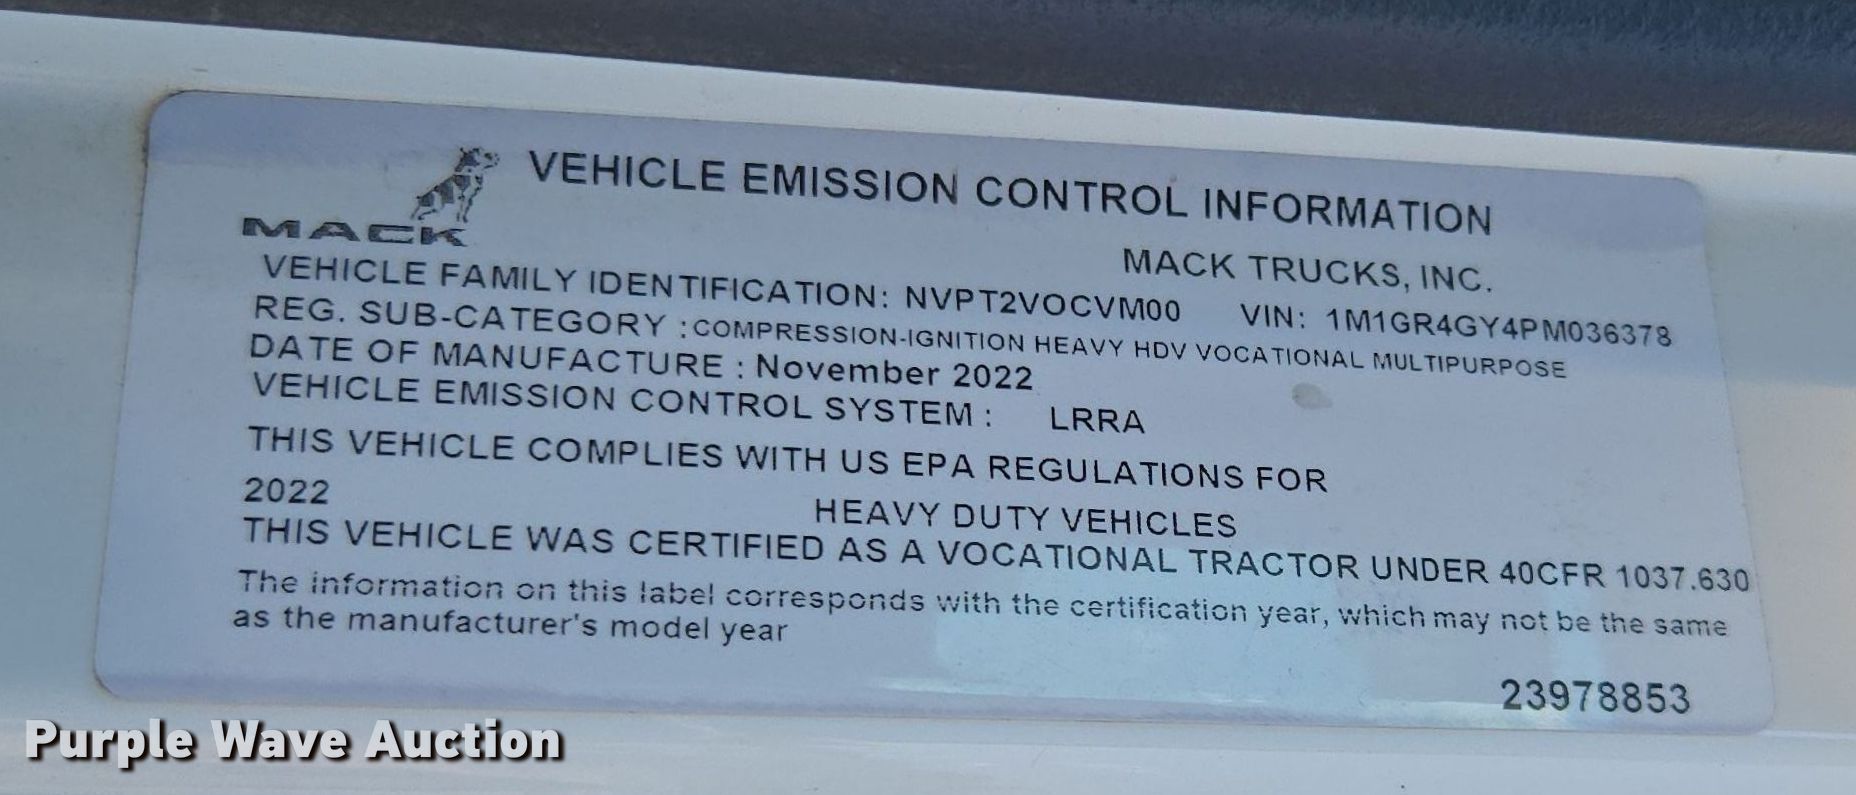 VEHICLE EMISSION CONTROL INFORMATION
MACK
MACK TRUCKS, INC.
VEHICLE FAMILY IDENTIFICATION: NVPT2VOCVM00 VIN: 1M1GR4GY4PM036378
REG. SUB-CATEGORY :COMPRESSION-IGNITION HEAVY HDV VOCATIONAL MULTIPURPOSE
DATE OF MANUFACTURE : November 2022
VEHICLE EMISSION CONTROL SYSTEM : LRRA
THIS VEHICLE COMPLIES WITH US EPA REGULATIONS FOR
2022 HEAVY DUTY VEHICLES
THIS VEHICLE WAS CERTIFIED AS A VOCATIONAL TRACTOR UNDER 40CFR 1037.630
The information on this label corresponds with the certification year, which may not be the same
as the manufacturer's model year
23978853
Purple Wave Auction